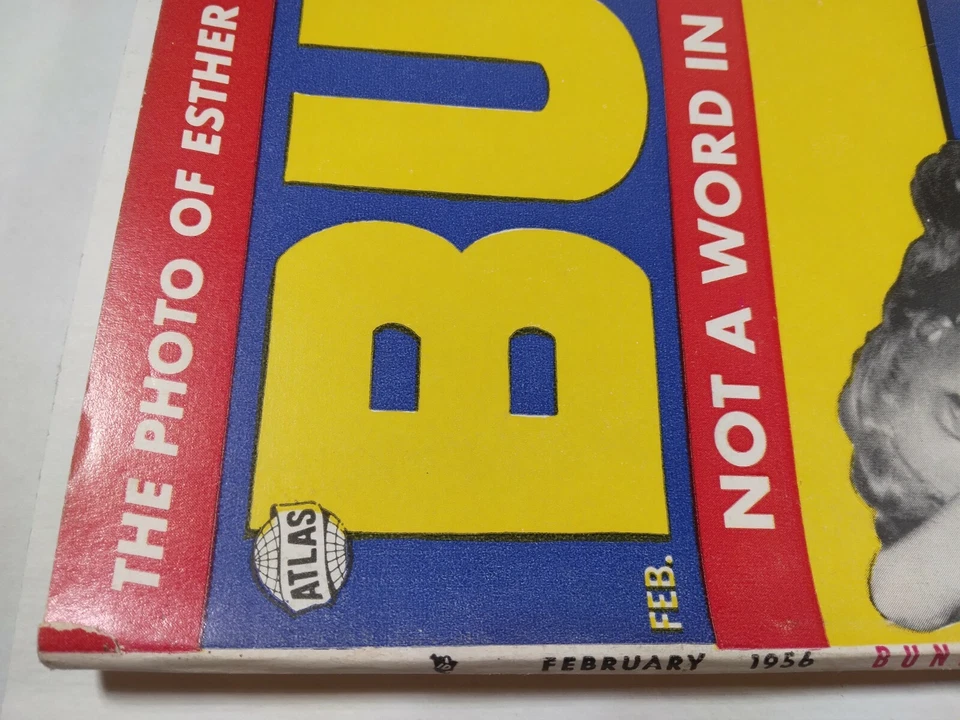 THE PHOTO OF ESTHER
BU
ATLAS
FEB.
NOT A WORD IN
FEBRUARY 1956 BUN